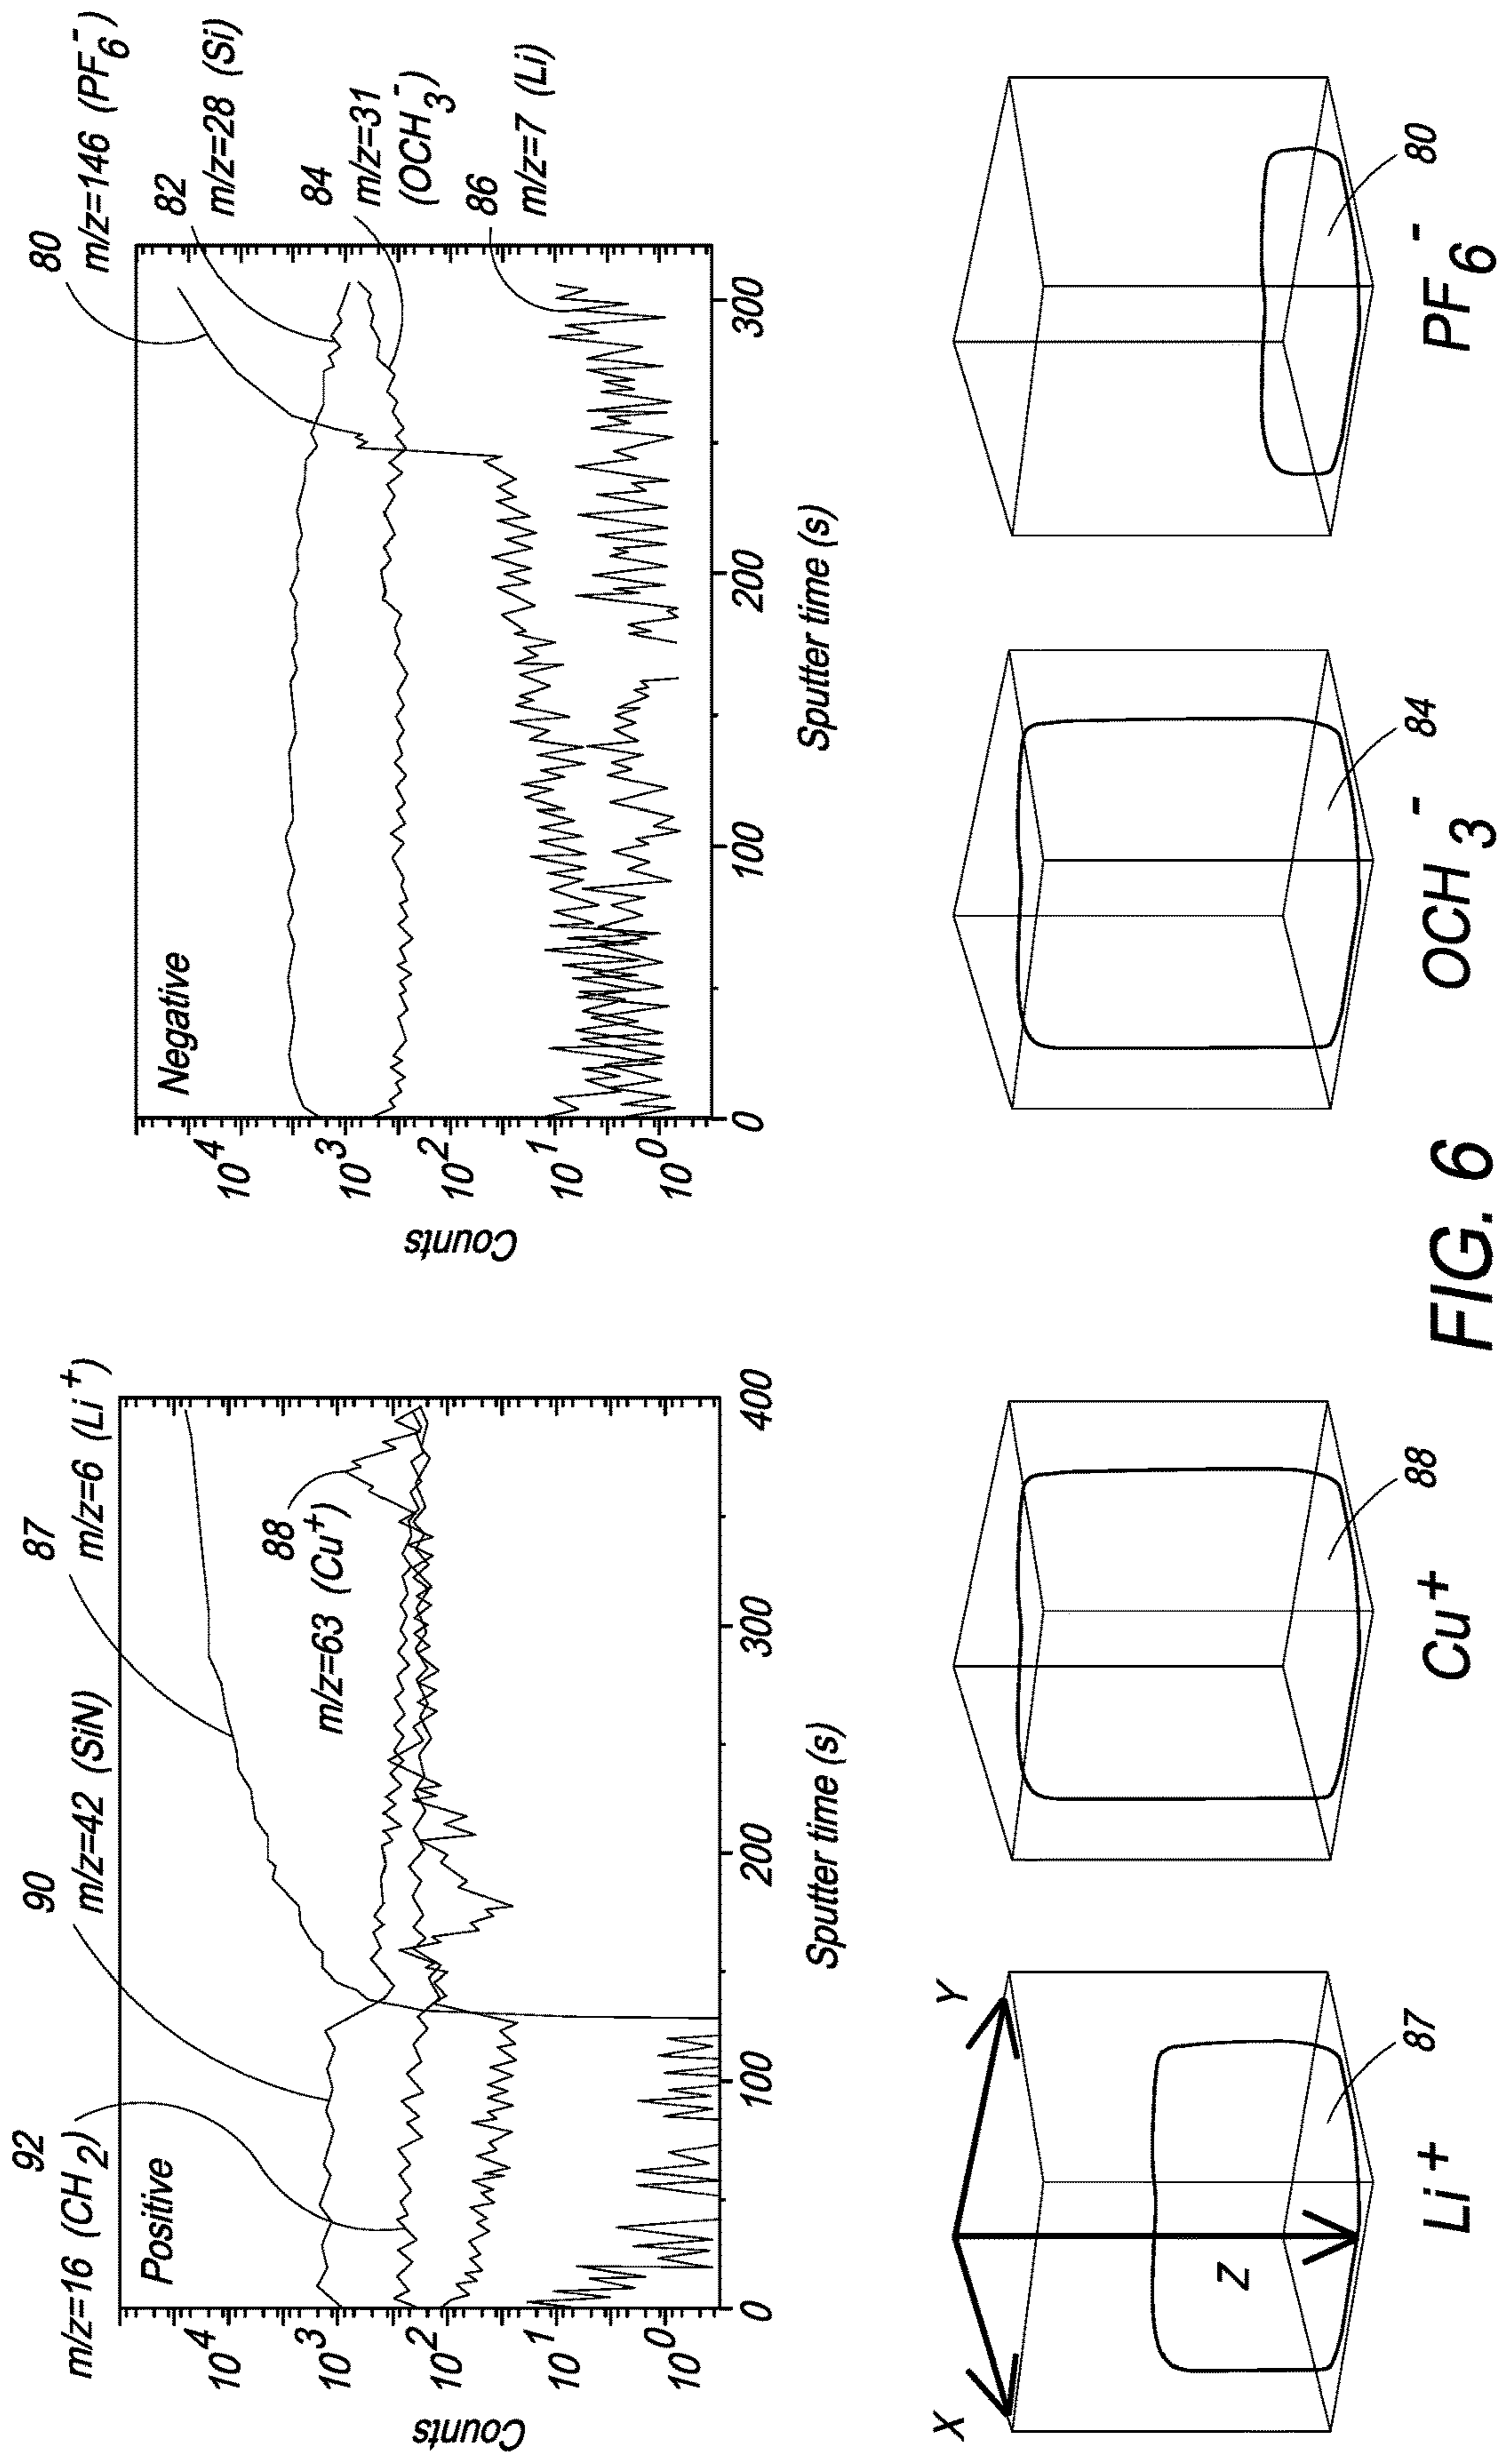 92
m/z=16 (CH2)
90
m/z=42 (SiN)
87
m/z=6 (Li+)
Positive
88
m/z=63 (Cu+)
Counts
10^4
10^3
10^2
10^1
10^0
0
100
200
300
400
Sputter time (s)
80
m/z=146 (PF6-)
82
m/z=28 (Si)
84
m/z=31
(OCH3-)
86
m/z=7 (Li)
Negative
Counts
10^4
10^3
10^2
10^1
10^0
0
100
200
300
Sputter time (s)
X
Y
Z
87
Li+
88
Cu+
84
OCH3-
80
PF6-
FIG. 6